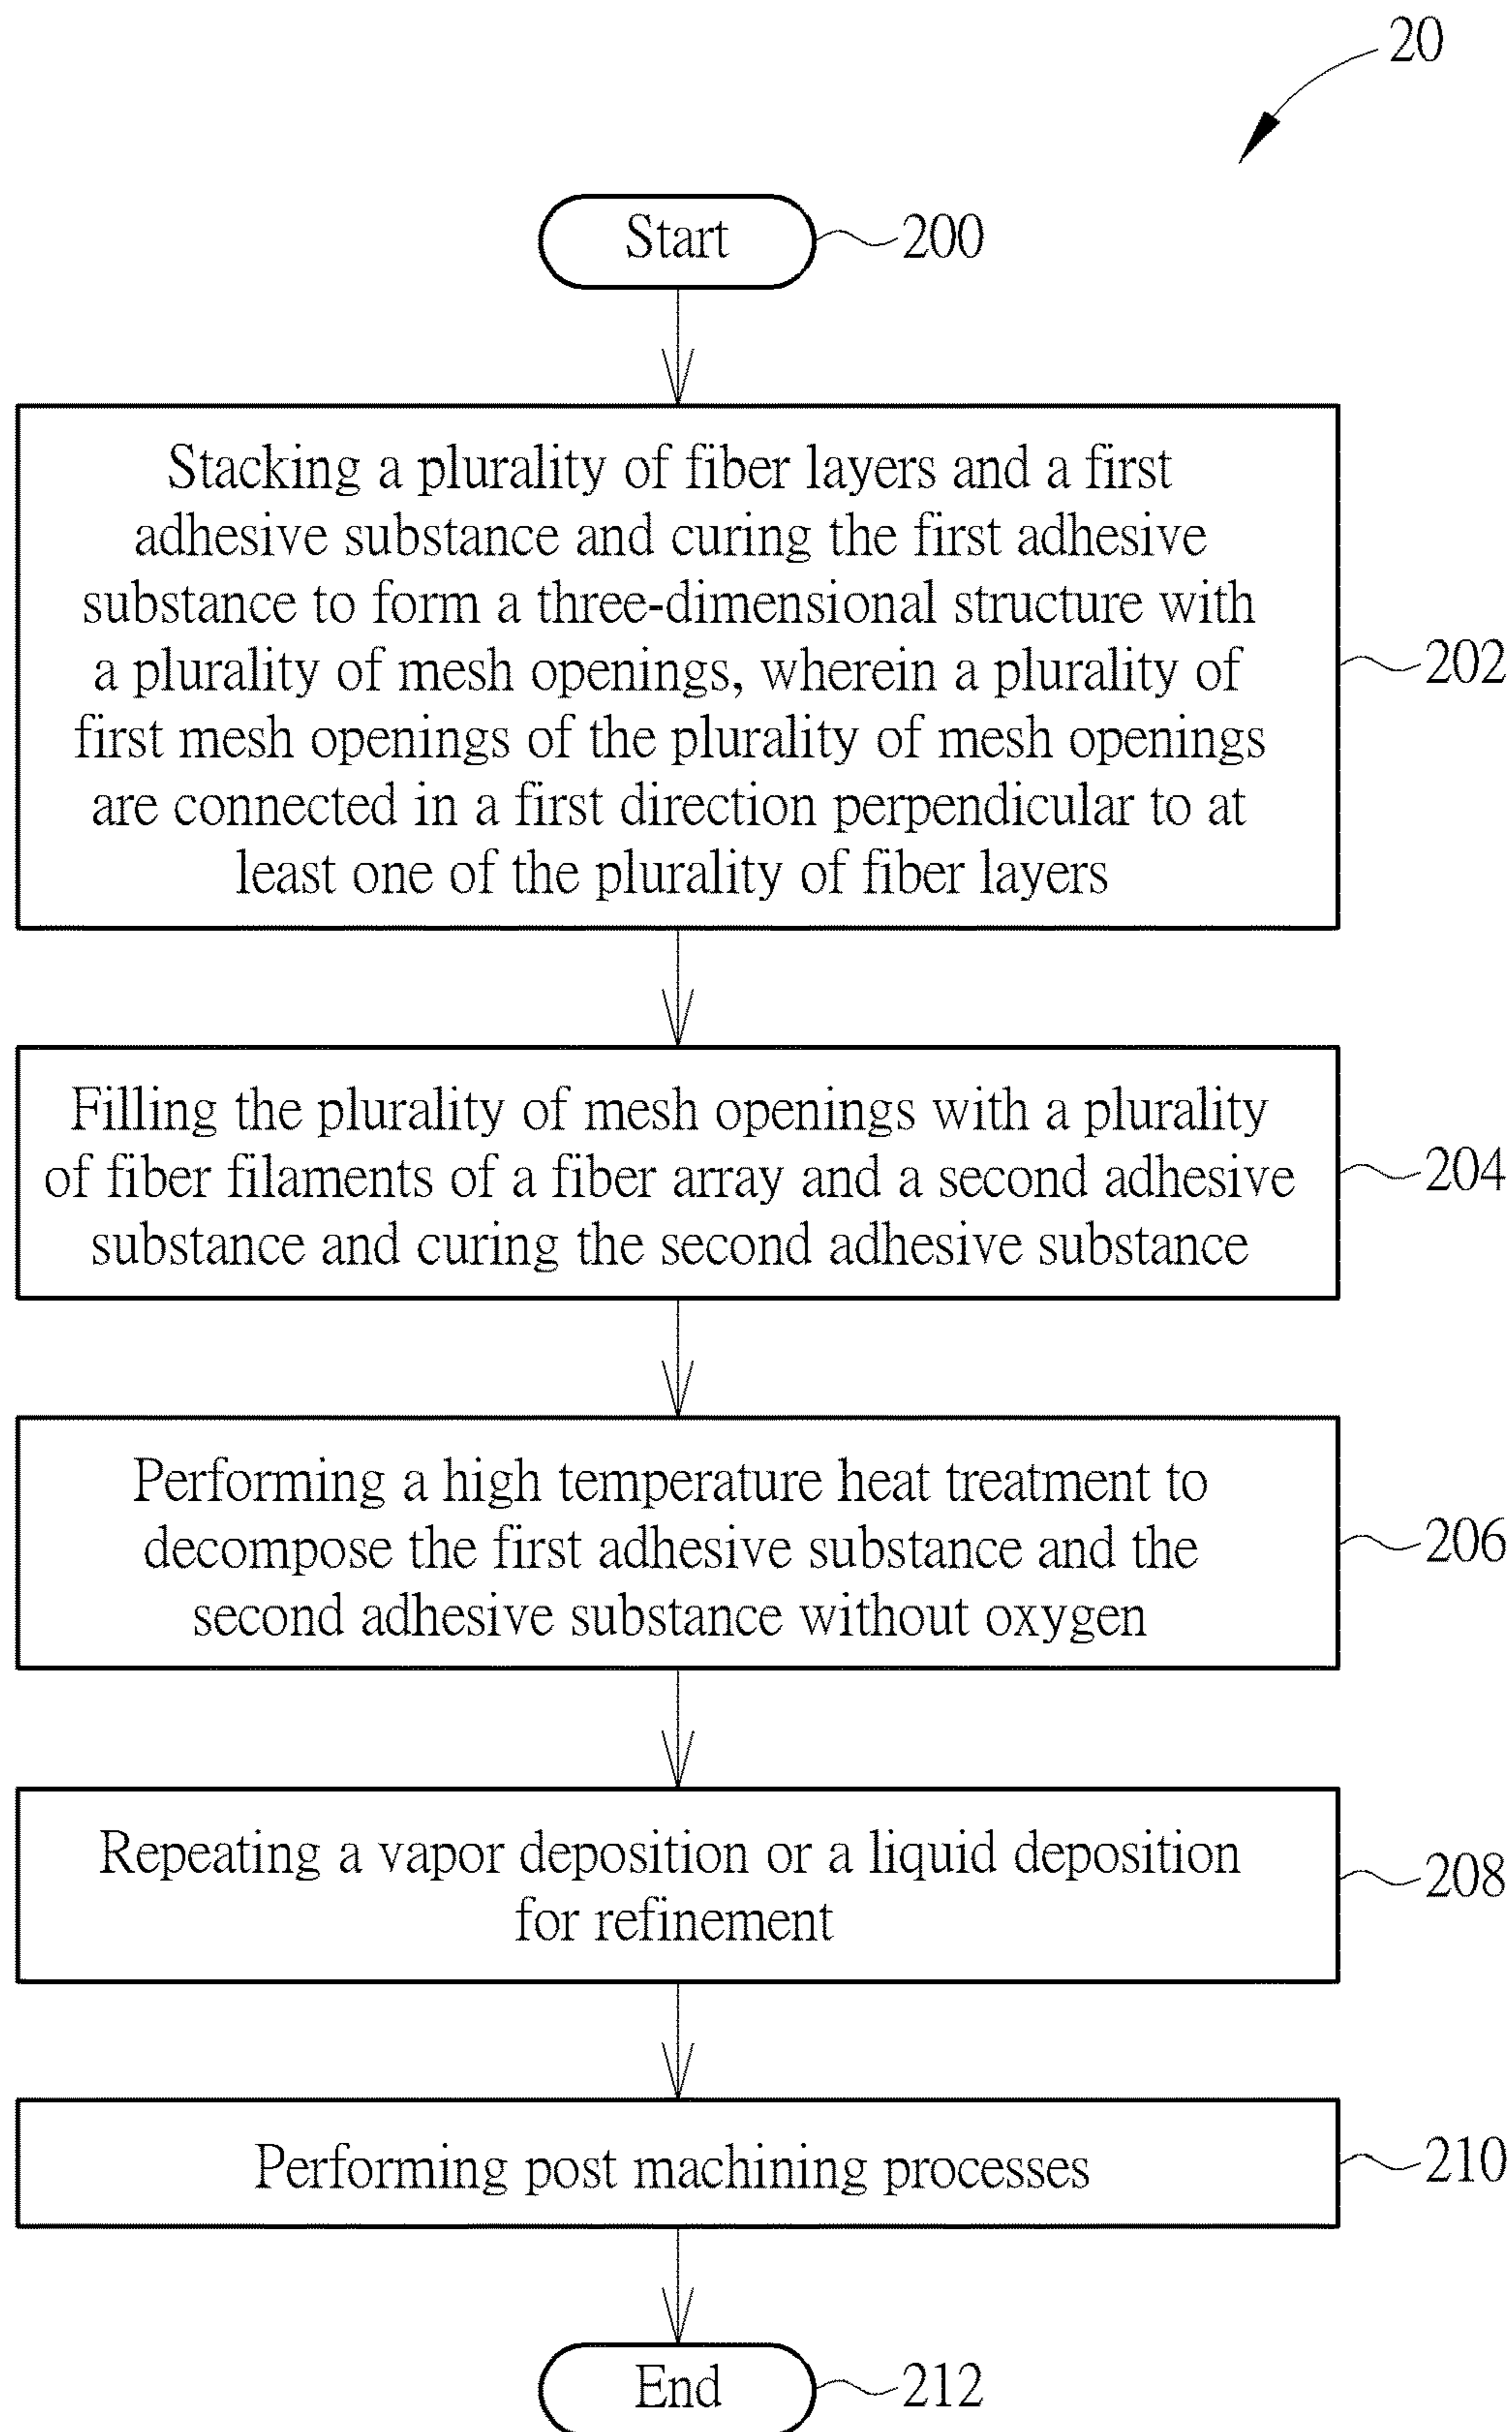 20
Start
200
Stacking a plurality of fiber layers and a first
adhesive substance and curing the first adhesive
substance to form a three-dimensional structure with
a plurality of mesh openings, wherein a plurality of
first mesh openings of the plurality of mesh openings
are connected in a first direction perpendicular to at
least one of the plurality of fiber layers
202
Filling the plurality of mesh openings with a plurality
of fiber filaments of a fiber array and a second adhesive
substance and curing the second adhesive substance
204
Performing a high temperature heat treatment to
decompose the first adhesive substance and the
second adhesive substance without oxygen
206
Repeating a vapor deposition or a liquid deposition
for refinement
208
Performing post machining processes
210
End
212